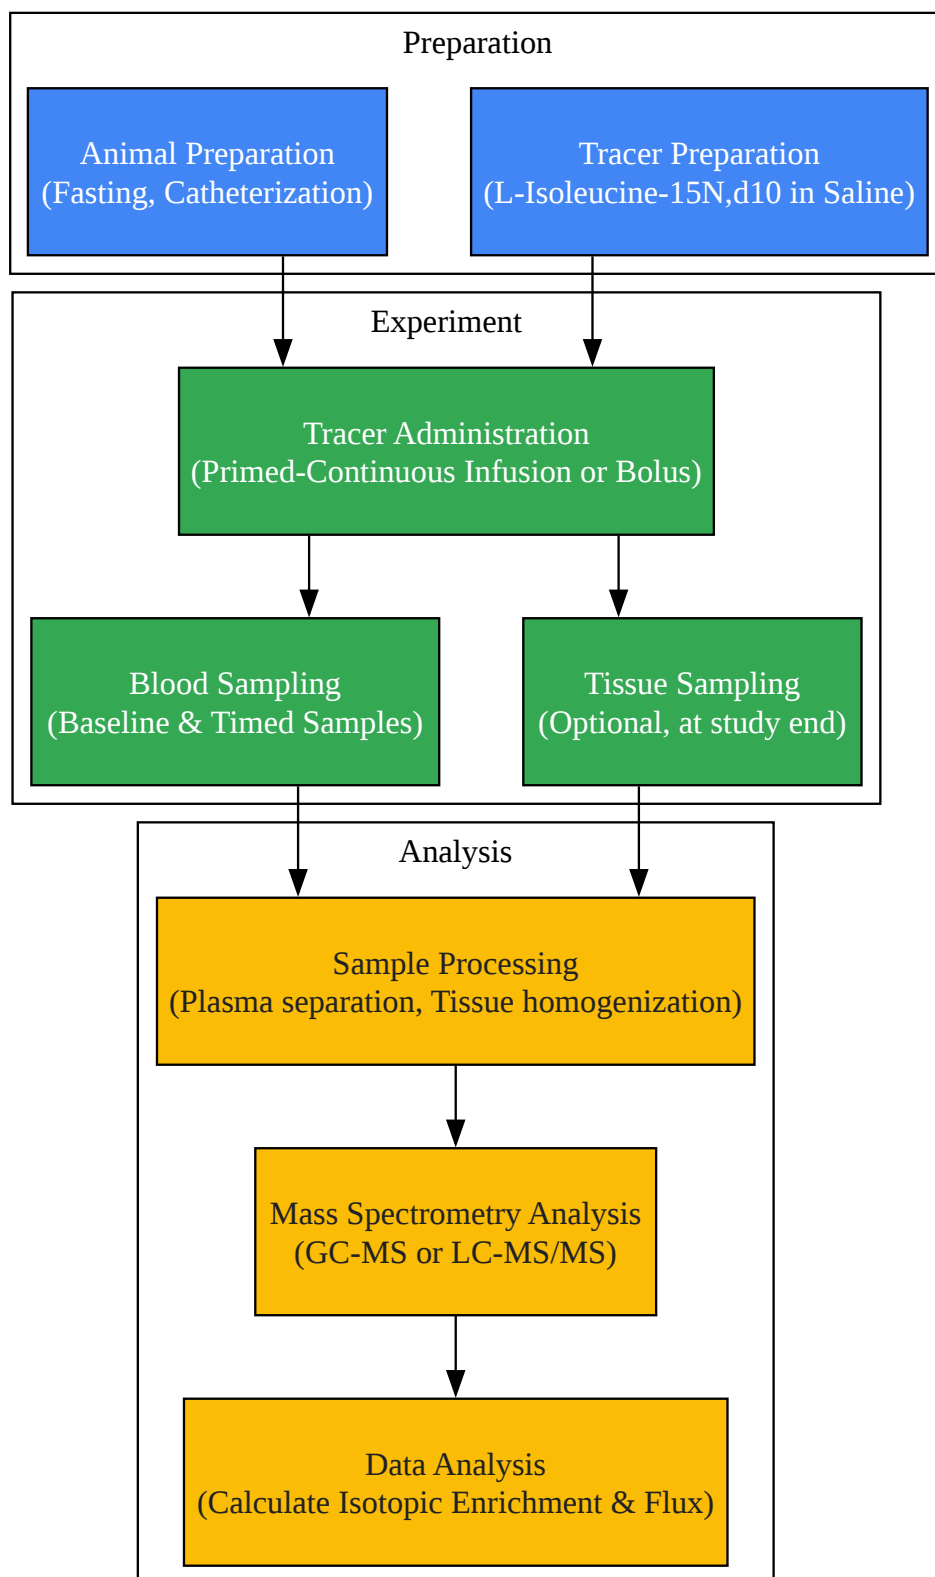 Preparation
Animal Preparation
(Fasting, Catheterization)
Tracer Preparation
(L-Isoleucine-15N,d10 in Saline)
Experiment
Tracer Administration
(Primed-Continuous Infusion or Bolus)
Blood Sampling
(Baseline & Timed Samples)
Tissue Sampling
(Optional, at study end)
Analysis
Sample Processing
(Plasma separation, Tissue homogenization)
Mass Spectrometry Analysis
(GC-MS or LC-MS/MS)
Data Analysis
(Calculate Isotopic Enrichment & Flux)